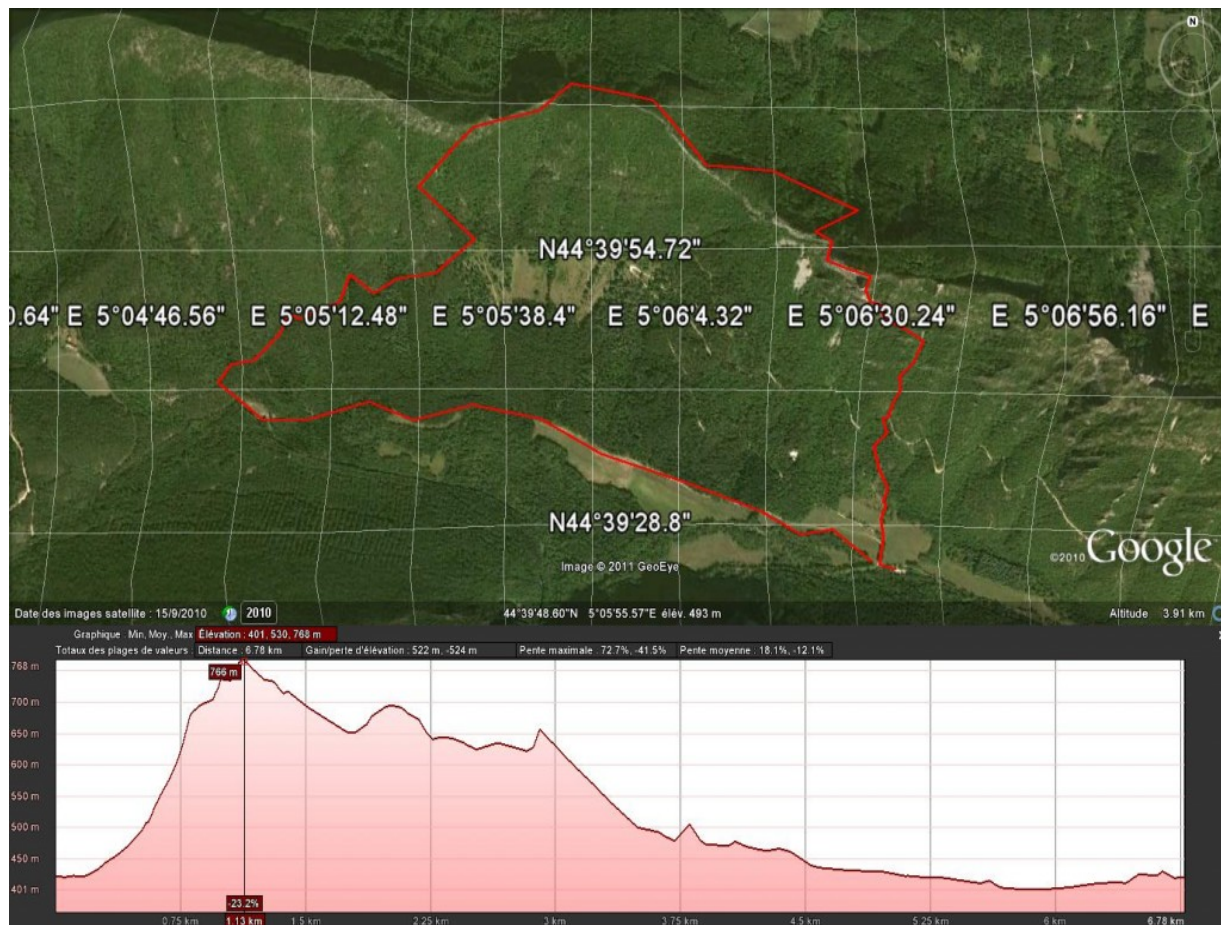 N
N44°39'54.72"
0.64" E 5°04'46.56" E 5°05'12.48" E 5°05'38.4" E 5°06'4.32" E 5°06'30.24" E 5°06'56.16" E
N44°39'28.8"
©2010 Google
Image © 2011 GeoEye
Date des images satellite : 15/9/2010 2010 44°39'48.60"N 5°05'55.57"E élév. 493 m Altitude 3.91 km
Graphique : Min, Moy., Max Élévation : 401, 530, 768 m
Totaux des plages de valeurs : Distance : 6.78 km Gain/perte d'élévation : 522 m, -524 m Pente maximale : 72.7%, -41.5% Pente moyenne : 18.1%, -12.1%
768 m
766 m
700 m
650 m
600 m
550 m
500 m
450 m
401 m
-23.2%
0.75 km 1.13 km 1.5 km 2.25 km 3 km 3.75 km 4.5 km 5.25 km 6 km 6.78 km